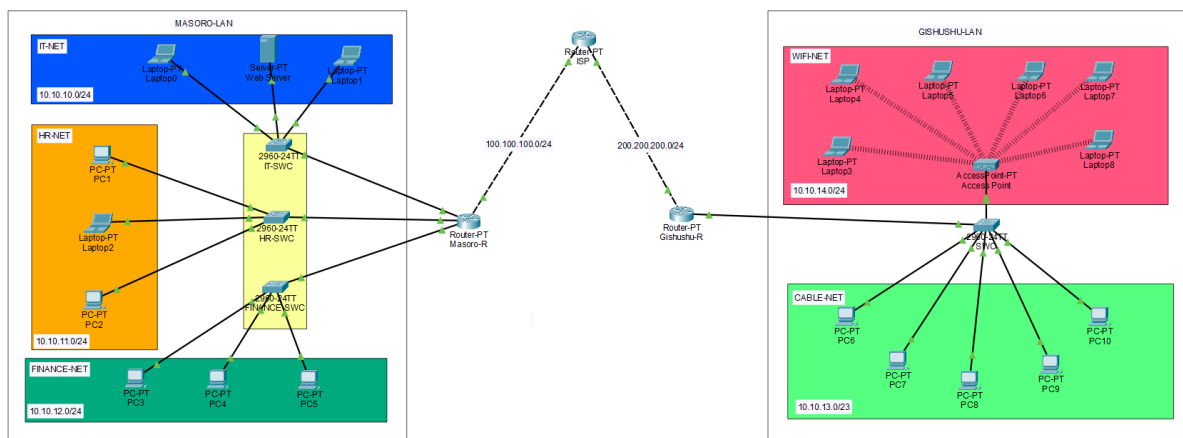 MASORO-LAN
IT-NET
Laptop-PT
Laptop0
Server-PT
Web Server
Laptop-PT
Laptop1
10.10.10.0/24
HR-NET
PC-PT
PC1
Laptop-PT
Laptop2
PC-PT
PC2
10.10.11.0/24
2960-24TT
IT-SWC
2960-24TT
HR-SWC
2960-24TT
FINANCE-SWC
FINANCE-NET
PC-PT
PC3
PC-PT
PC4
PC-PT
PC5
10.10.12.0/24
Router-PT
Masoro-R
100.100.100.0/24
Router-PT
ISP
200.200.200.0/24
Router-PT
Gishushu-R
GISHUSHU-LAN
WIFI-NET
Laptop-PT
Laptop4
Laptop-PT
Laptop5
Laptop-PT
Laptop6
Laptop-PT
Laptop7
Laptop-PT
Laptop3
Laptop-PT
Laptop8
AccessPoint-PT
Access Point
10.10.14.0/24
2960-24TT
SWC
CABLE-NET
PC-PT
PC6
PC-PT
PC7
PC-PT
PC8
PC-PT
PC9
PC-PT
PC10
10.10.13.0/23